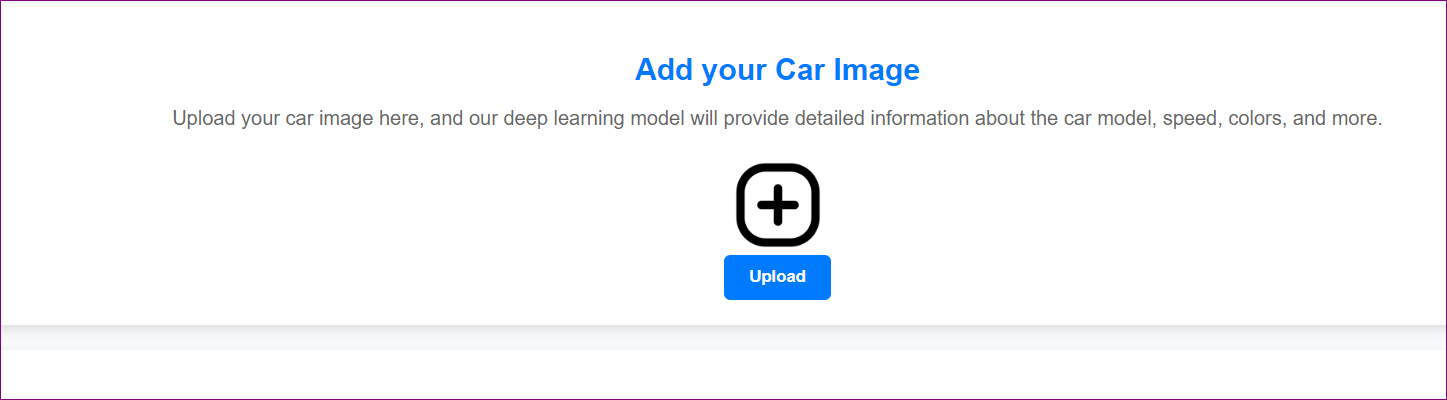 Add your Car Image
Upload your car image here, and our deep learning model will provide detailed information about the car model, speed, colors, and more.
Upload